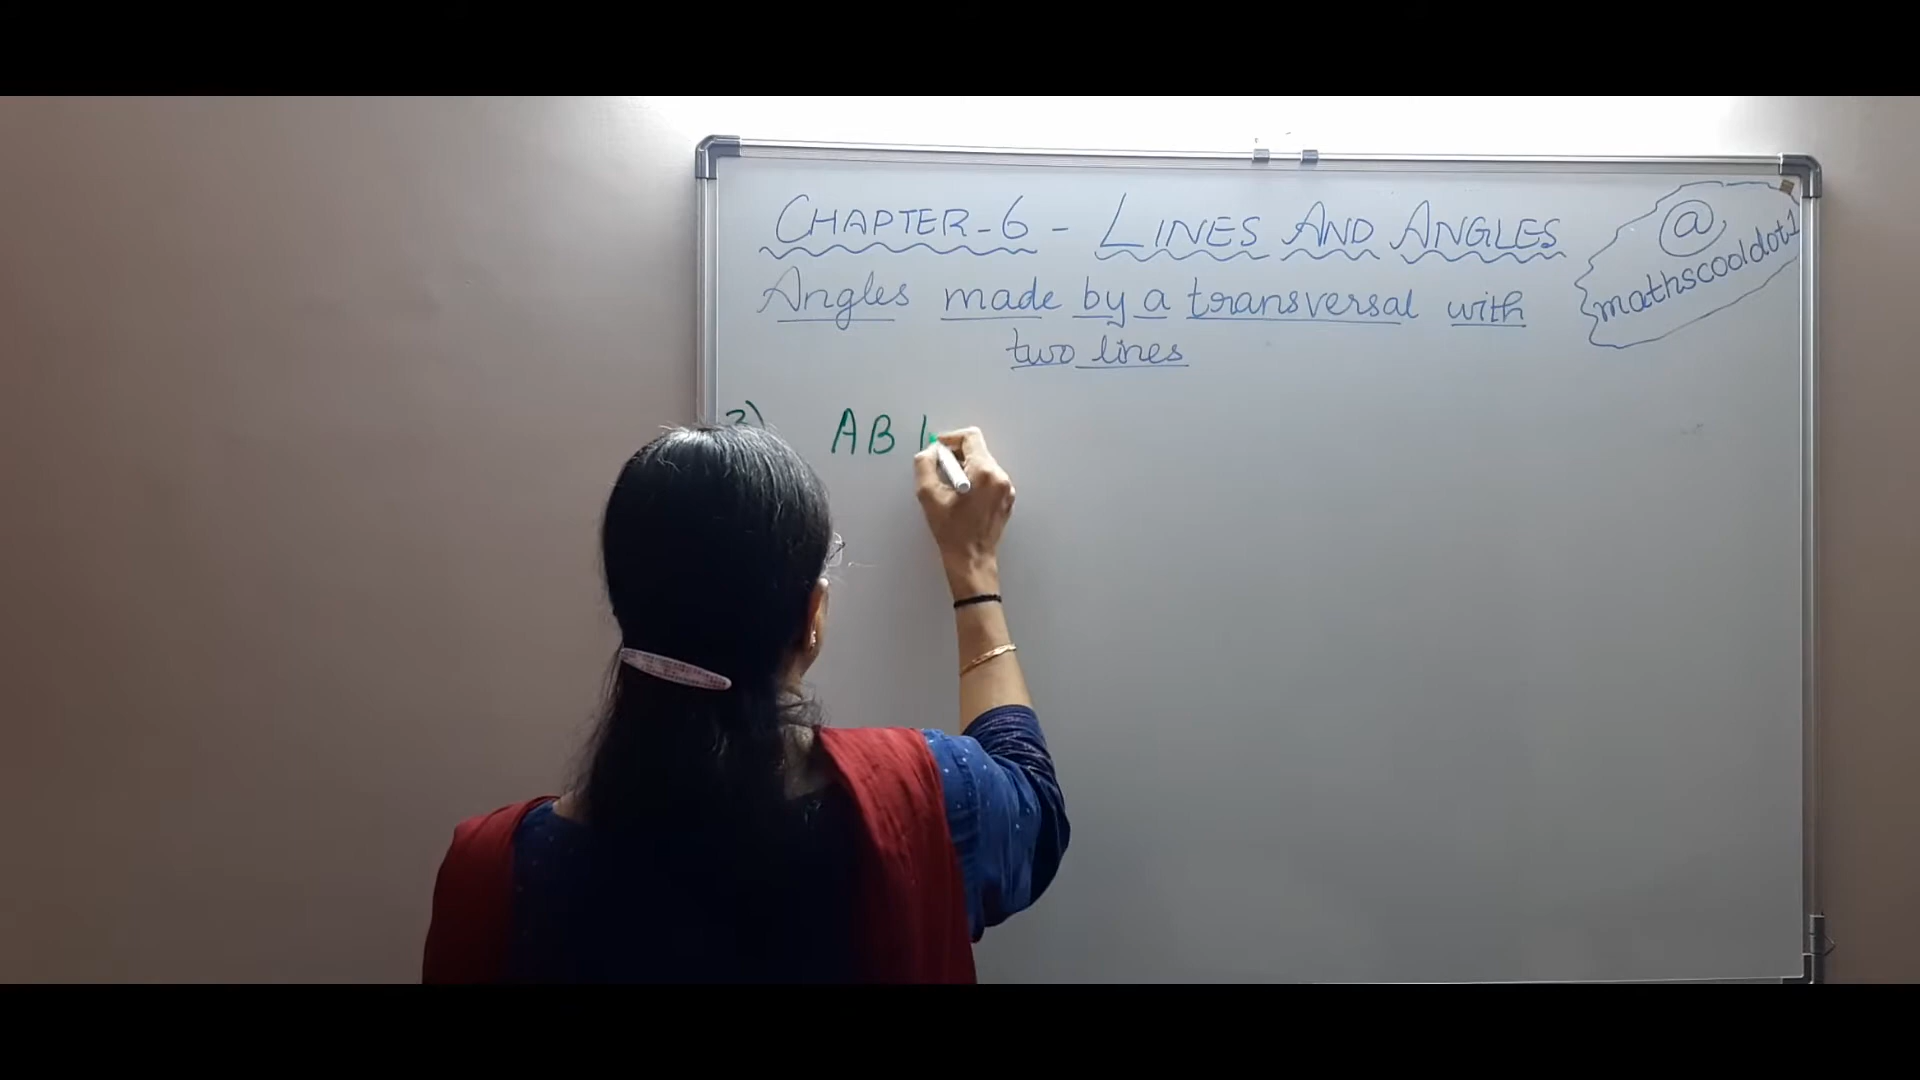 CHAPTER-6 - LINES AND ANGLES
Angles made by a transversal with
two lines
@
mathscooldot1
AB